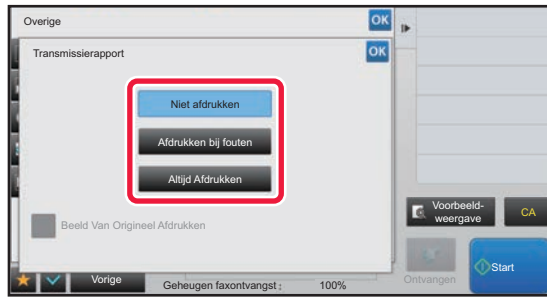 Overige
OK
Transmissierapport
OK
Niet afdrukken
Afdrukken bij fouten
Altijd Afdrukken
Beeld Van Origineel Afdrukken
Voorbeeld-
weergave
CA
Vorige
Geheugen faxontvangst :
100%
Ontvangen
Start